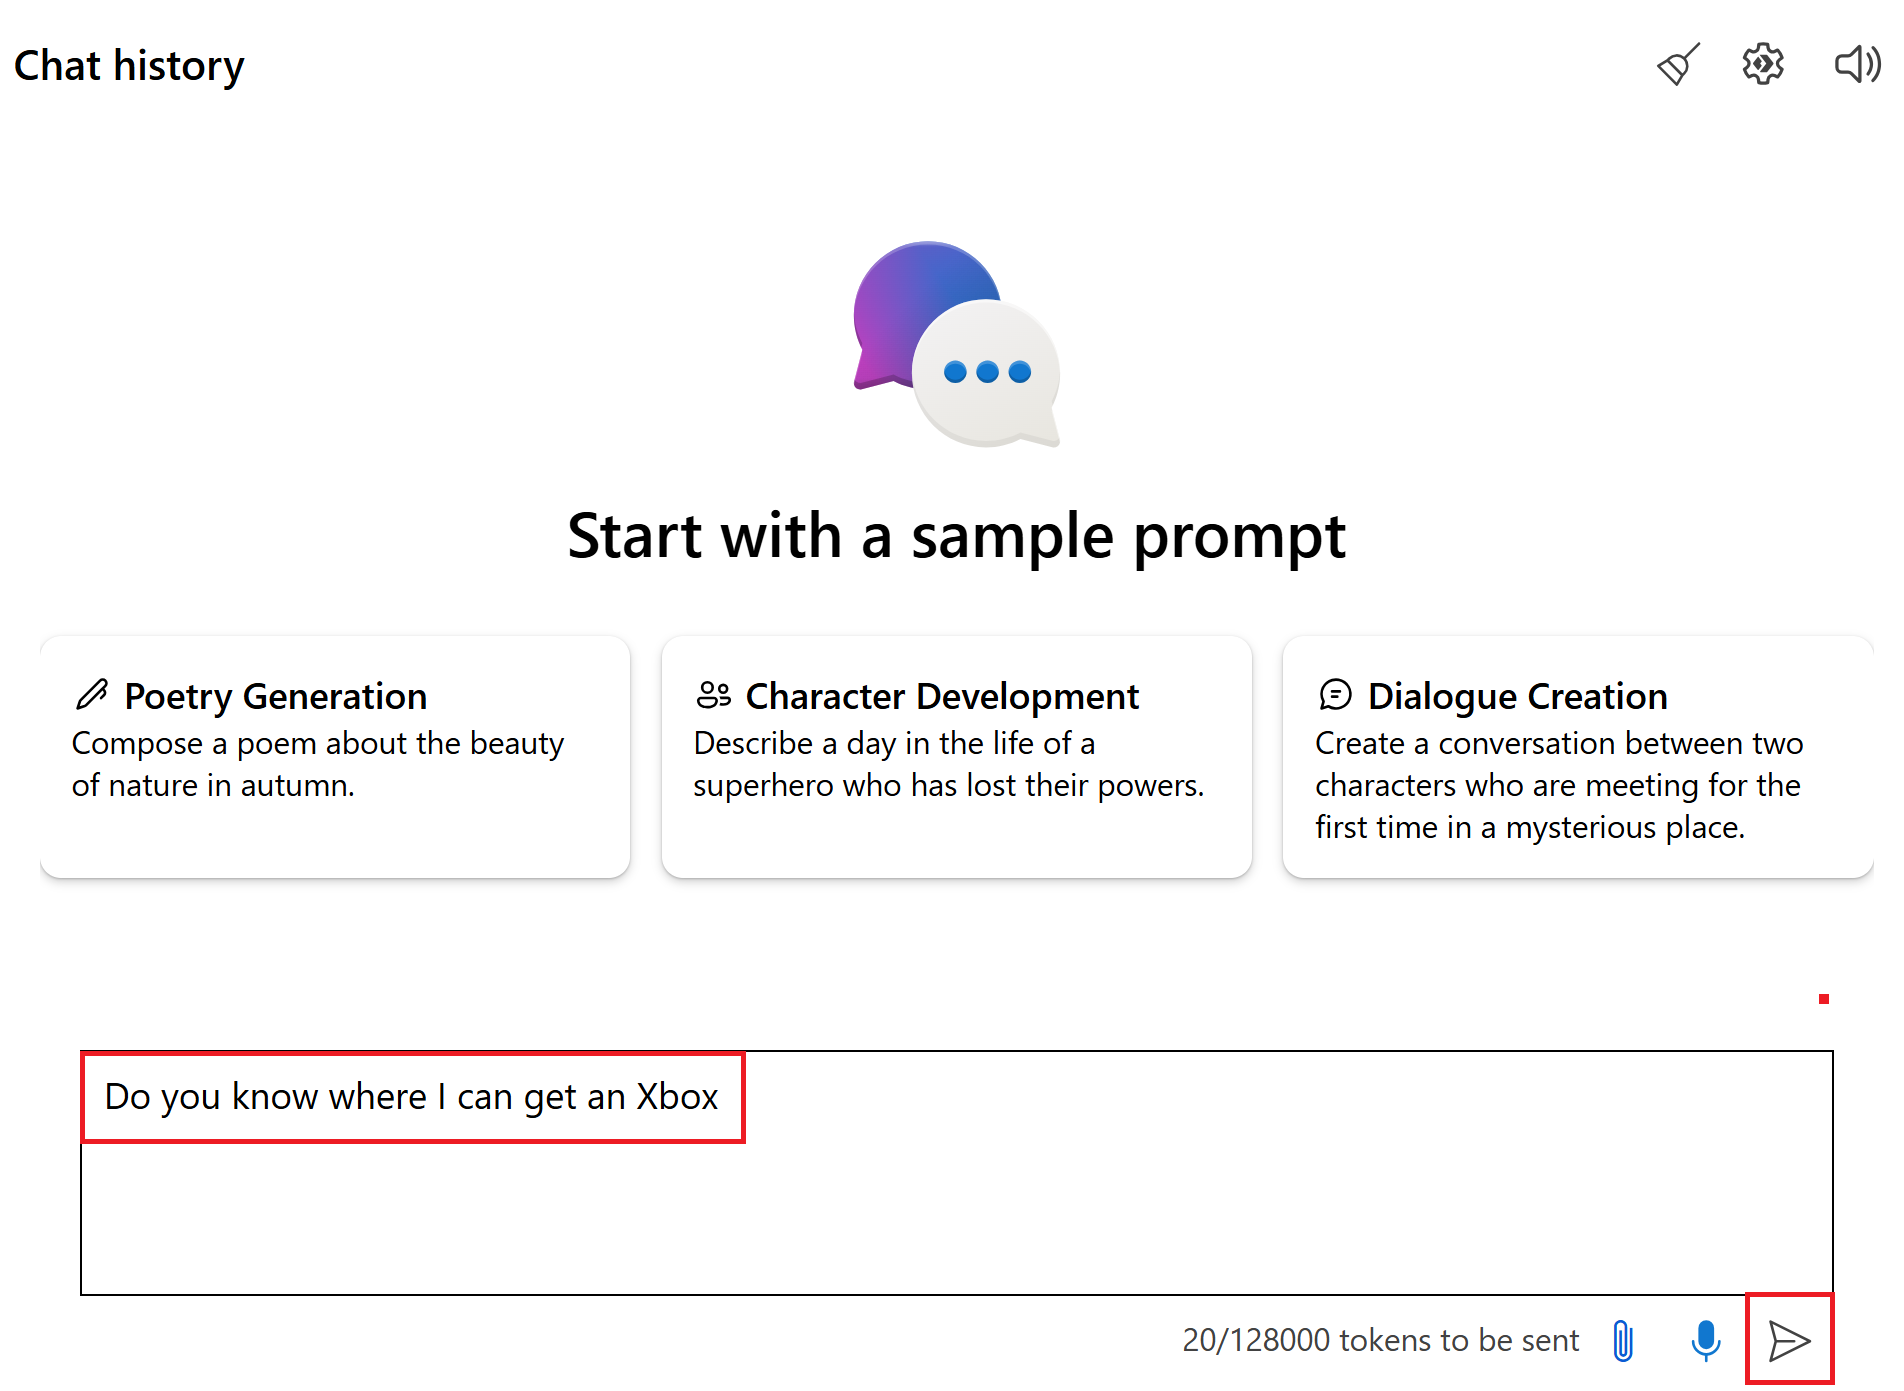 Chat history
Start with a sample prompt
Poetry Generation
Compose a poem about the beauty
of nature in autumn.
Character Development
Describe a day in the life of a
superhero who has lost their powers.
Dialogue Creation
Create a conversation between two
characters who are meeting for the
first time in a mysterious place.
Do you know where I can get an Xbox
20/128000 tokens to be sent